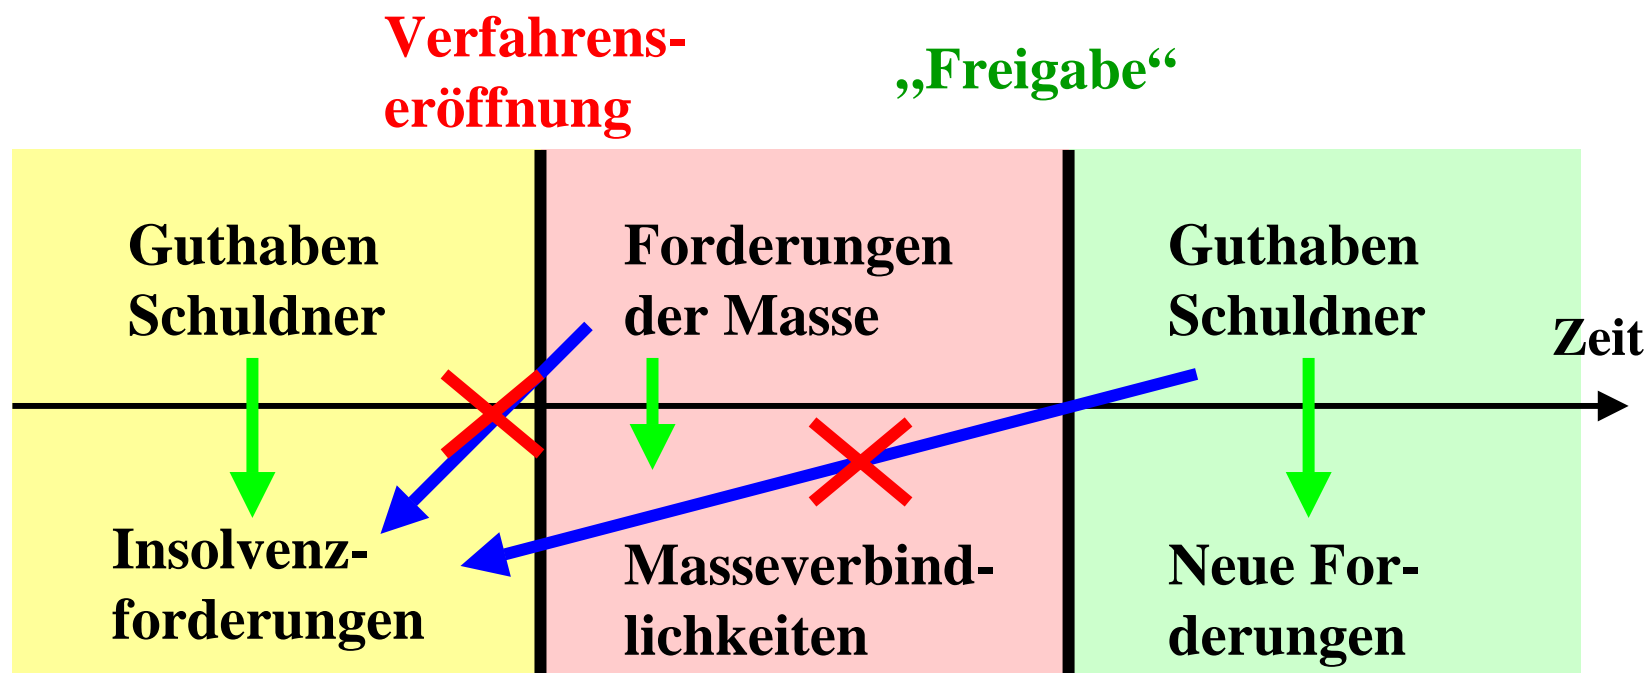 Verfahrens-
eröffnung
„Freigabe“
Guthaben
Schuldner
Forderungen
der Masse
Guthaben
Schuldner
Zeit
Insolvenz-
forderungen
Masseverbind-
lichkeiten
Neue For-
derungen